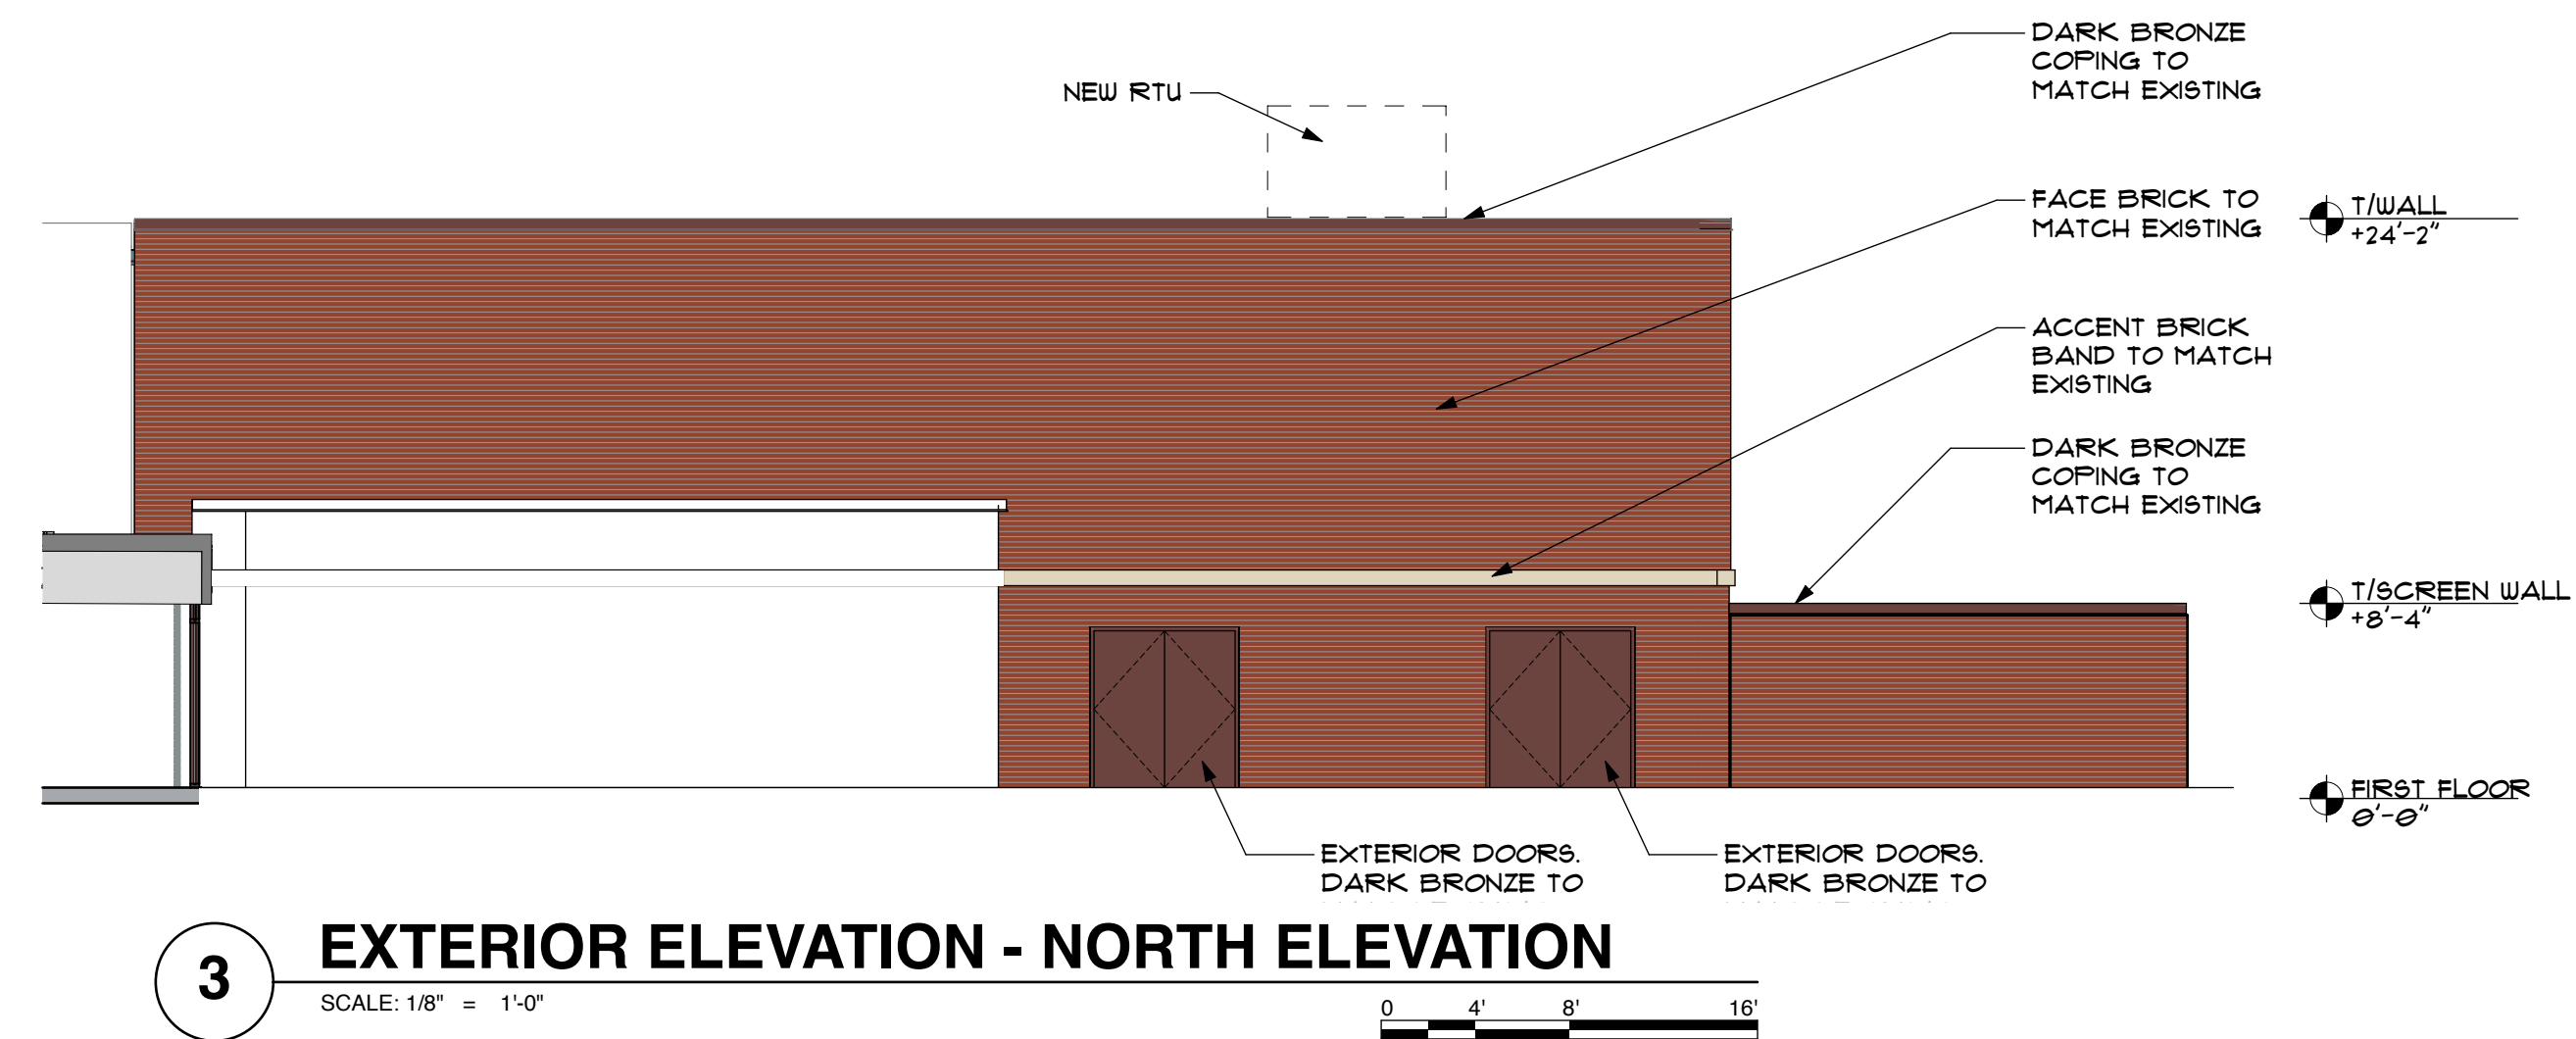 DARK BRONZE
COPING TO
MATCH EXISTING
NEW RTU
FACE BRICK TO
MATCH EXISTING
T/WALL
+24'-2"
ACCENT BRICK
BAND TO MATCH
EXISTING
DARK BRONZE
COPING TO
MATCH EXISTING
T/SCREEN WALL
+8'-4"
FIRST FLOOR
0'-0"
EXTERIOR DOORS.
DARK BRONZE TO
EXTERIOR DOORS.
DARK BRONZE TO
3
EXTERIOR ELEVATION - NORTH ELEVATION
SCALE: 1/8" = 1'-0"
0 4' 8' 16'